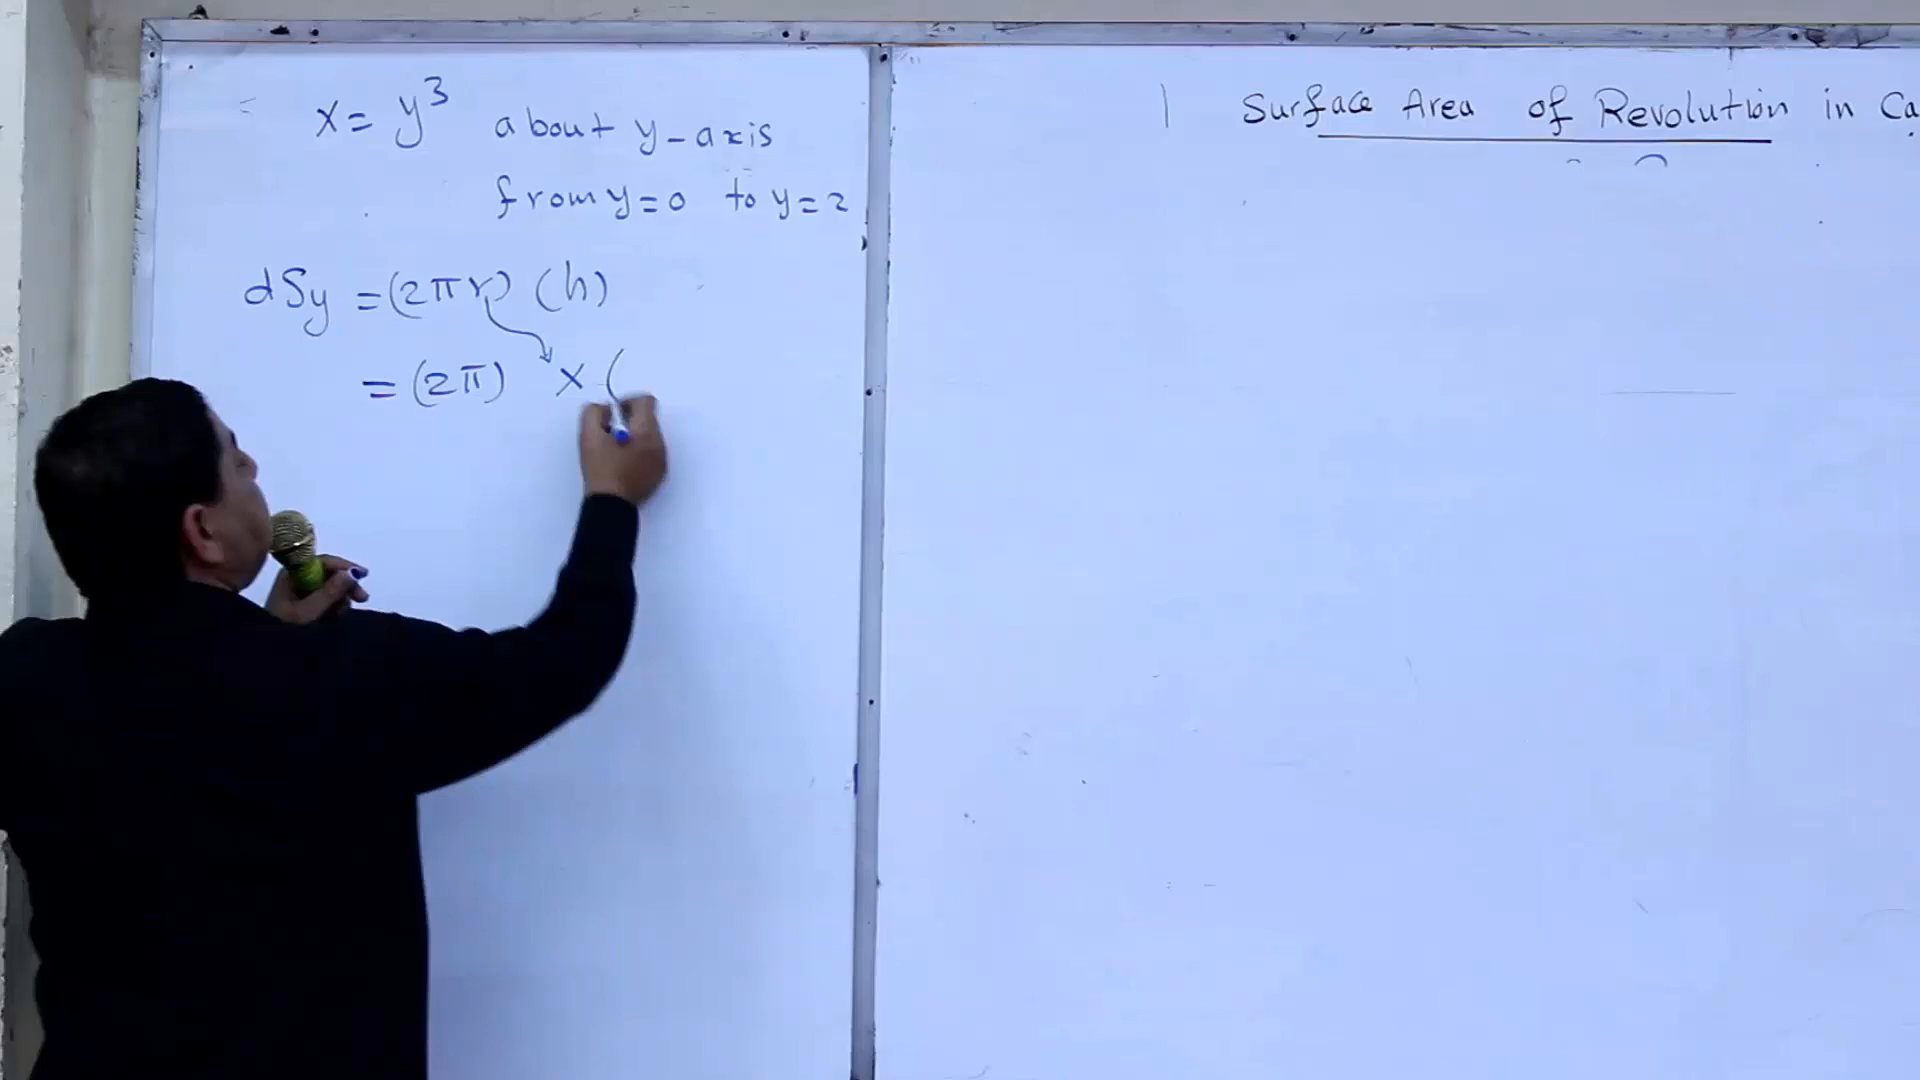 x = y³ about y-axis
from y=0 to y=2
dSy = (2πr) (h)
= (2π) x (
Surface Area of Revolution in Ca